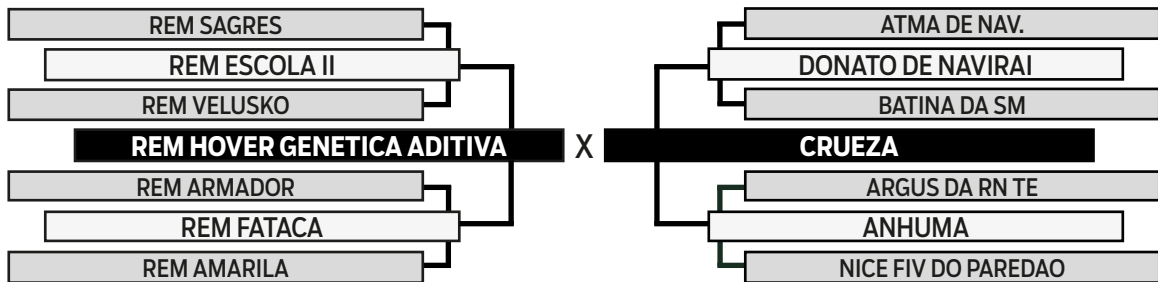 REM SAGRES
REM ESCOLA II
REM VELUSKO
REM HOVER GENETICA ADITIVA
REM ARMADOR
REM FATACA
REM AMARILA
X
ATMA DE NAV.
DONATO DE NAVIRAI
BATINA DA SM
CRUEZA
ARGUS DA RN TE
ANHUMA
NICE FIV DO PAREDAO